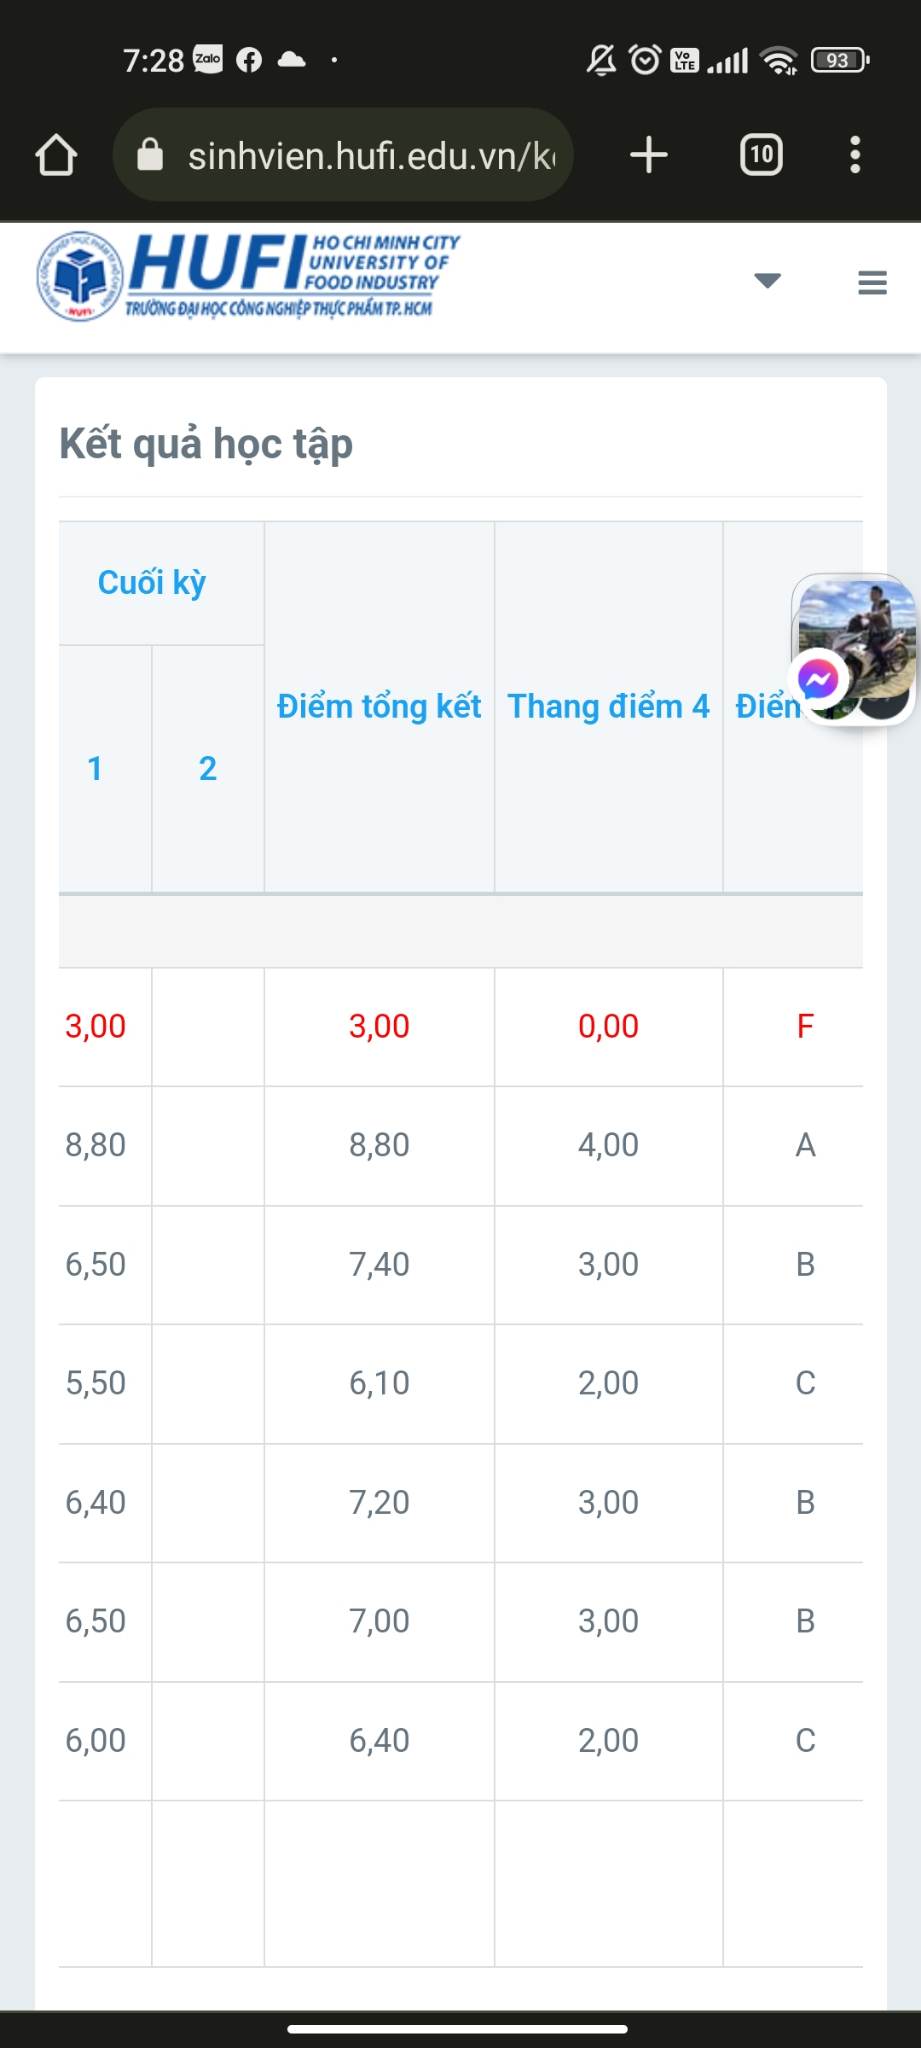 7:28 Zalo Vo LTE 93
sinhvien.hufi.edu.vn/k
10
HUFI HO CHI MINH CITY
UNIVERSITY OF
FOOD INDUSTRY
TRƯỜNG ĐẠI HỌC CÔNG NGHIỆP THỰC PHẨM TP. HCM
Kết quả học tập
Cuối kỳ
Điểm tổng kết Thang điểm 4
1 2
3,00 3,00 0,00 F
8,80 8,80 4,00 A
6,50 7,40 3,00 B
5,50 6,10 2,00 C
6,40 7,20 3,00 B
6,50 7,00 3,00 B
6,00 6,40 2,00 C